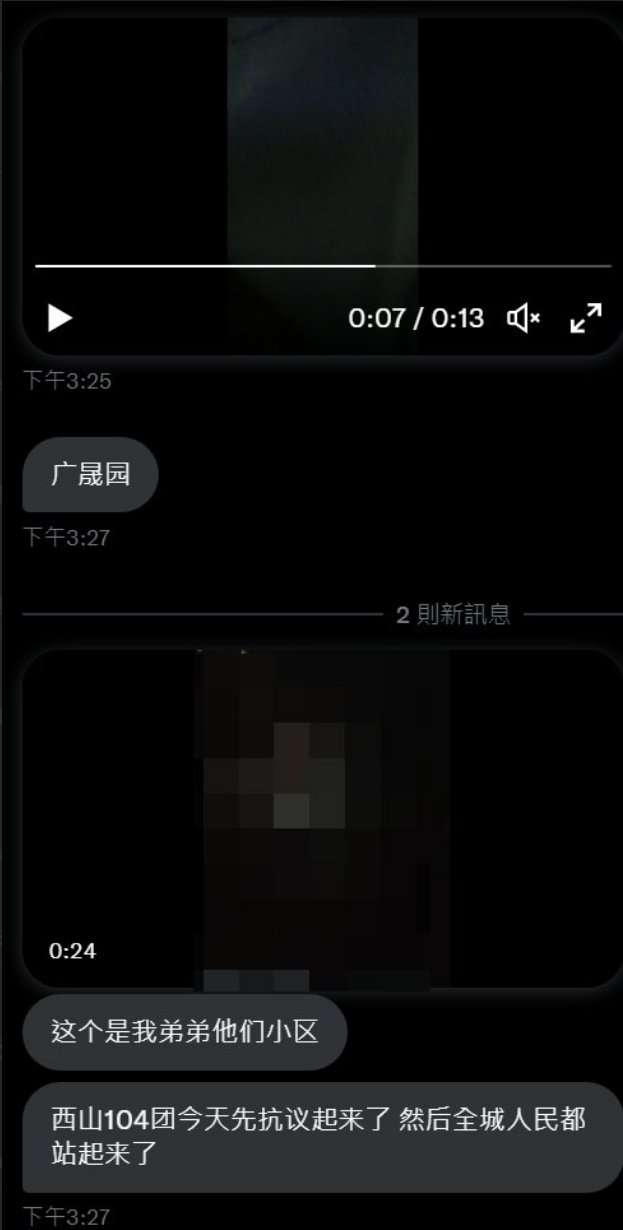 0:07 / 0:13
下午3:25
广晟园
下午3:27
2 則新訊息
0:24
这个是我弟弟他们小区
西山104团今天先抗议起来了 然后全城人民都
站起来了
下午3:27